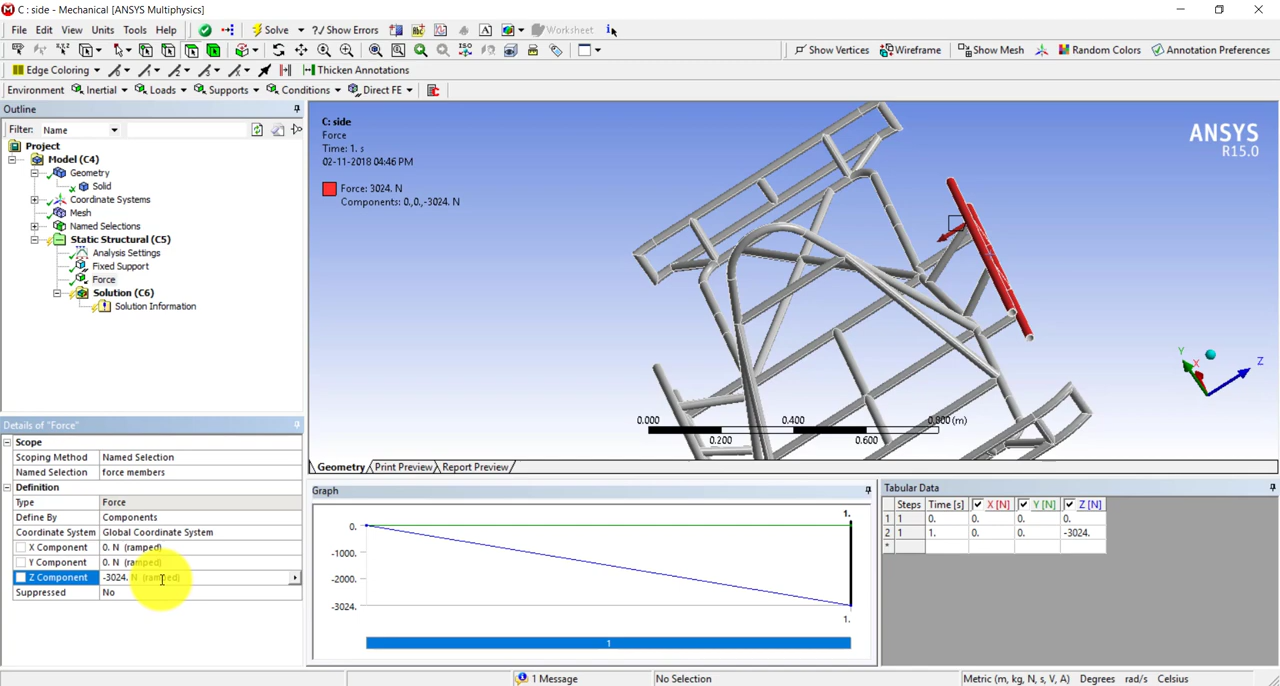 C : side - Mechanical [ANSYS Multiphysics]
File Edit View Units Tools Help Solve ?/ Show Errors Worksheet
Show Vertices Wireframe Show Mesh Random Colors Annotation Preferences
Edge Coloring Thicken Annotations
Environment Inertial Loads Supports Conditions Direct FE
Outline
Filter: Name
Project
Model (C4)
Geometry
Solid
Coordinate Systems
Mesh
Named Selections
Static Structural (C5)
Analysis Settings
Fixed Support
Force
Solution (C6)
Solution Information
C: side
Force
Time: 1. s
02-11-2018 04:46 PM
Force: 3024. N
Components: 0.,0.,-3024. N
ANSYS
R15.0
Y
X
Z
0.000 0.400 0.800 (m)
0.200 0.600
Geometry Print Preview Report Preview
Details of "Force"
Scope
Scoping Method Named Selection
Named Selection force members
Definition
Type Force
Define By Components
Coordinate System Global Coordinate System
X Component 0. N (ramped)
Y Component 0. N (ramped)
Z Component -3024. N (ramped)
Suppressed No
Graph
1.
0.
-1000.
-2000.
-3024.
1.
1
Tabular Data
Steps Time [s] X [N] Y [N] Z [N]
1 1 0. 0. 0. 0.
2 1 1. 0. 0. -3024.
*
1 Message No Selection Metric (m, kg, N, s, V, A) Degrees rad/s Celsius